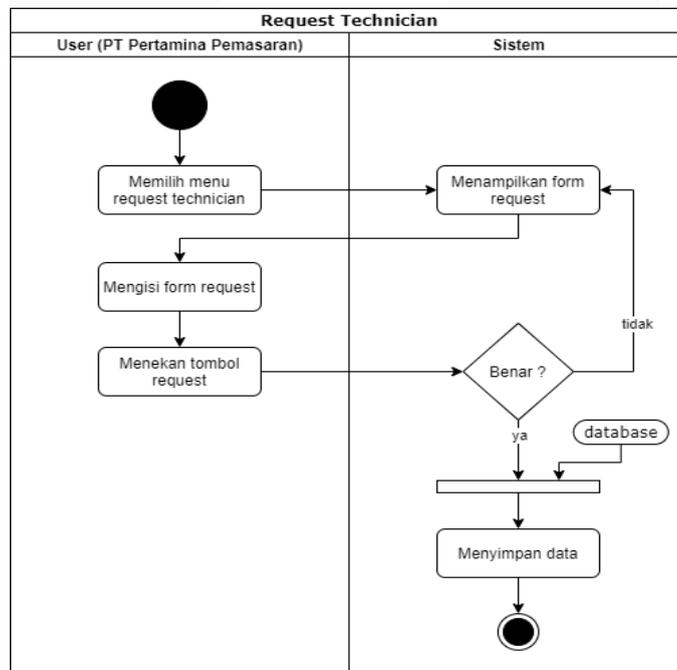 Request Technician
User (PT Pertamina Pemasaran)
Sistem
Memilih menu
request technician
Menampilkan form
request
Mengisi form request
tidak
Menekan tombol
request
Benar ?
ya
database
Menyimpan data